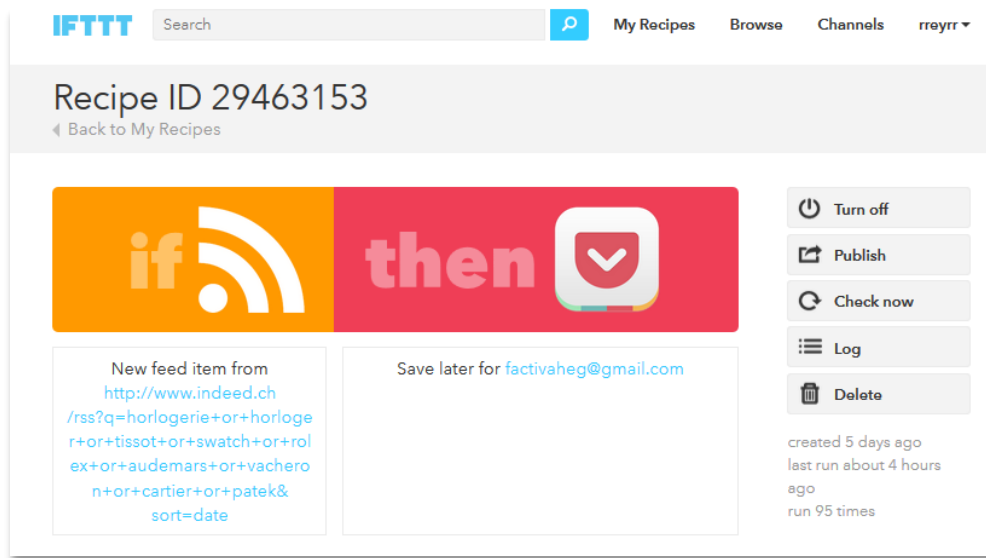 IFTTT
Search
My Recipes
Browse
Channels
rreyrr
Recipe ID 29463153
Back to My Recipes
if
then
New feed item from
http://www.indeed.ch
/rss?q=horlogerie+or+horloge
r+or+tissot+or+swatch+or+rol
ex+or+audemars+or+vachero
n+or+cartier+or+patek&
sort=date
Save later for factivaheg@gmail.com
Turn off
Publish
Check now
Log
Delete
created 5 days ago
last run about 4 hours
ago
run 95 times